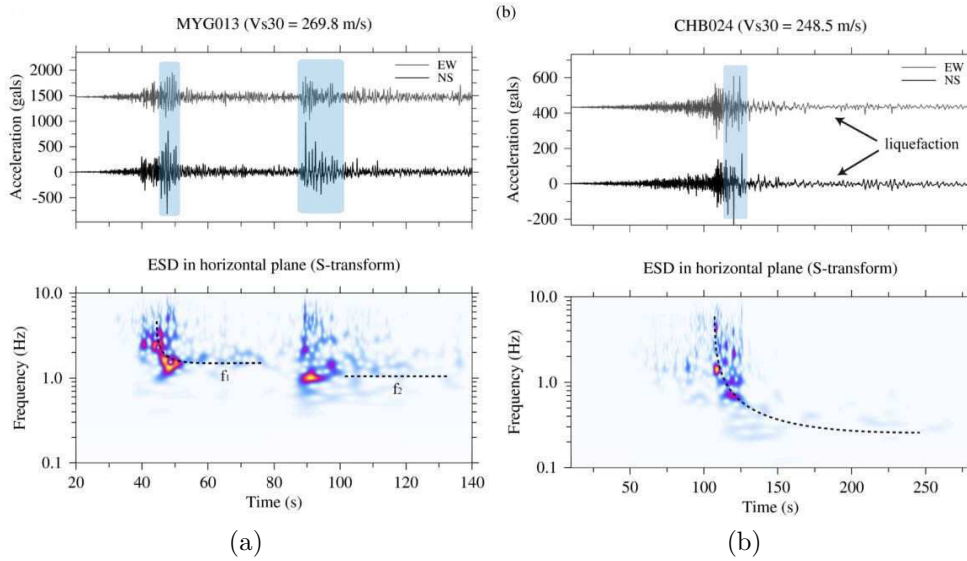 (b)
MYG013 (Vs30 = 269.8 m/s)
EW
NS
Acceleration (gals)
2000
1500
1000
500
0
-500
ESD in horizontal plane (S-transform)
Frequency (Hz)
10.0
1.0
0.1
f1
f2
20 40 60 80 100 120 140
Time (s)
(a)
CHB024 (Vs30 = 248.5 m/s)
EW
NS
Acceleration (gals)
600
400
200
0
-200
liquefaction
ESD in horizontal plane (S-transform)
Frequency (Hz)
10.0
1.0
0.1
50 100 150 200 250
Time (s)
(b)